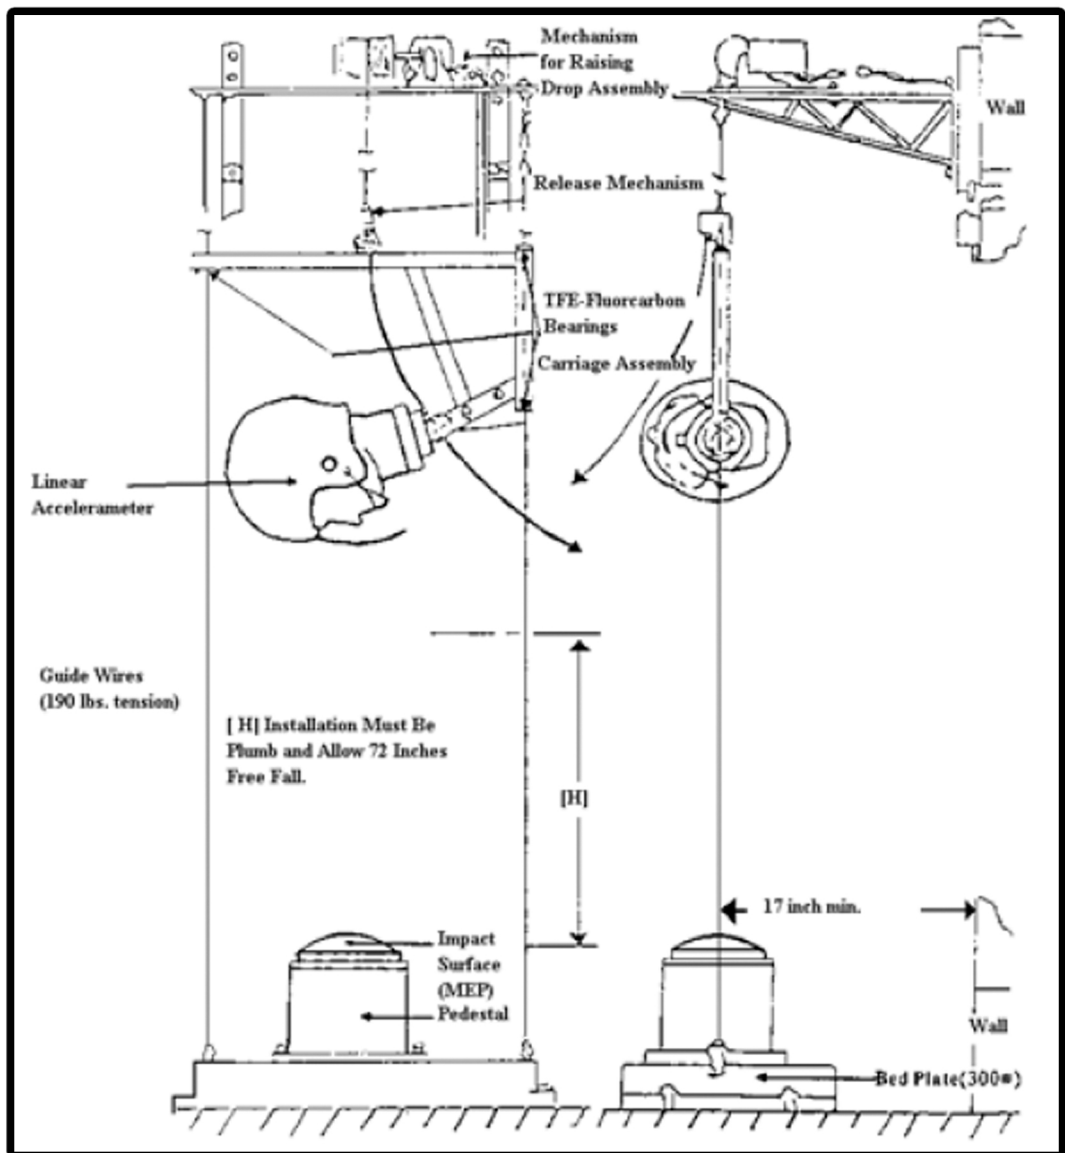 Mechanism
for Raising
Drop Assembly
Wall
Release Mechanism
TFE-Fluorcarbon
Bearings
Carriage Assembly
Linear
Accelerameter
Guide Wires
(190 lbs. tension)
[ H] Installation Must Be
Plumb and Allow 72 Inches
Free Fall.
[H]
17 inch min.
Impact
Surface
(MEP)
Pedestal
Wall
Bed Plate(300#)